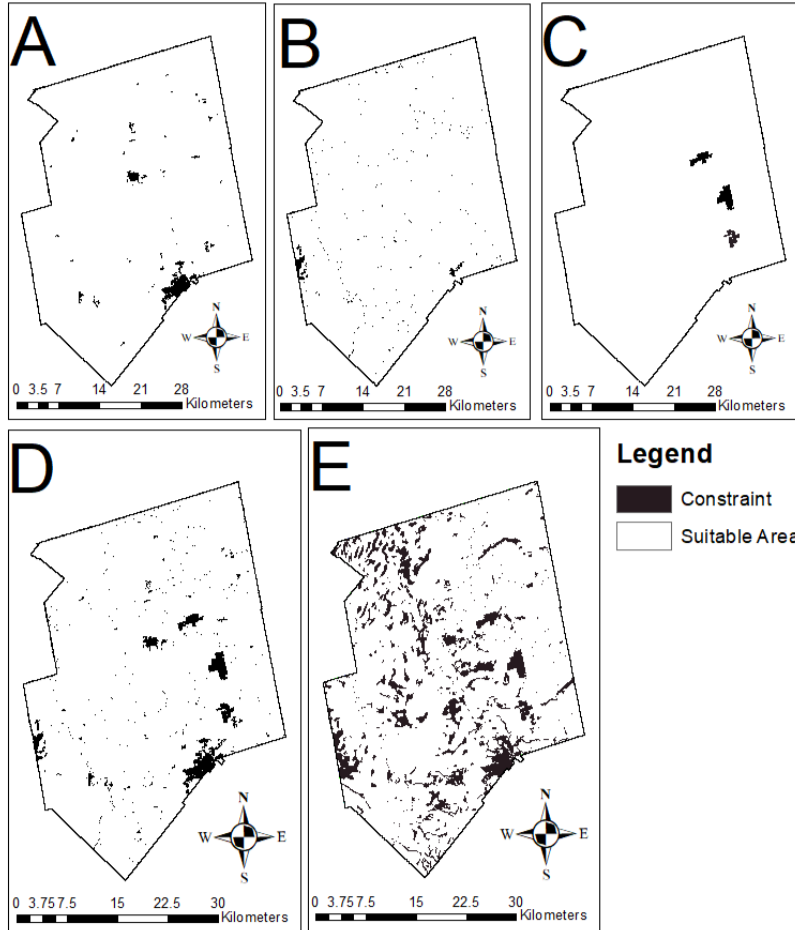 A
N
W E
S
0 3.5 7 14 21 28
Kilometers
B
N
W E
S
0 3.5 7 14 21 28
Kilometers
C
N
W E
S
0 3.5 7 14 21 28
Kilometers
D
N
W E
S
0 3.75 7.5 15 22.5 30
Kilometers
E
N
W E
S
0 3.75 7.5 15 22.5 30
Kilometers
Legend
Constraint
Suitable Area